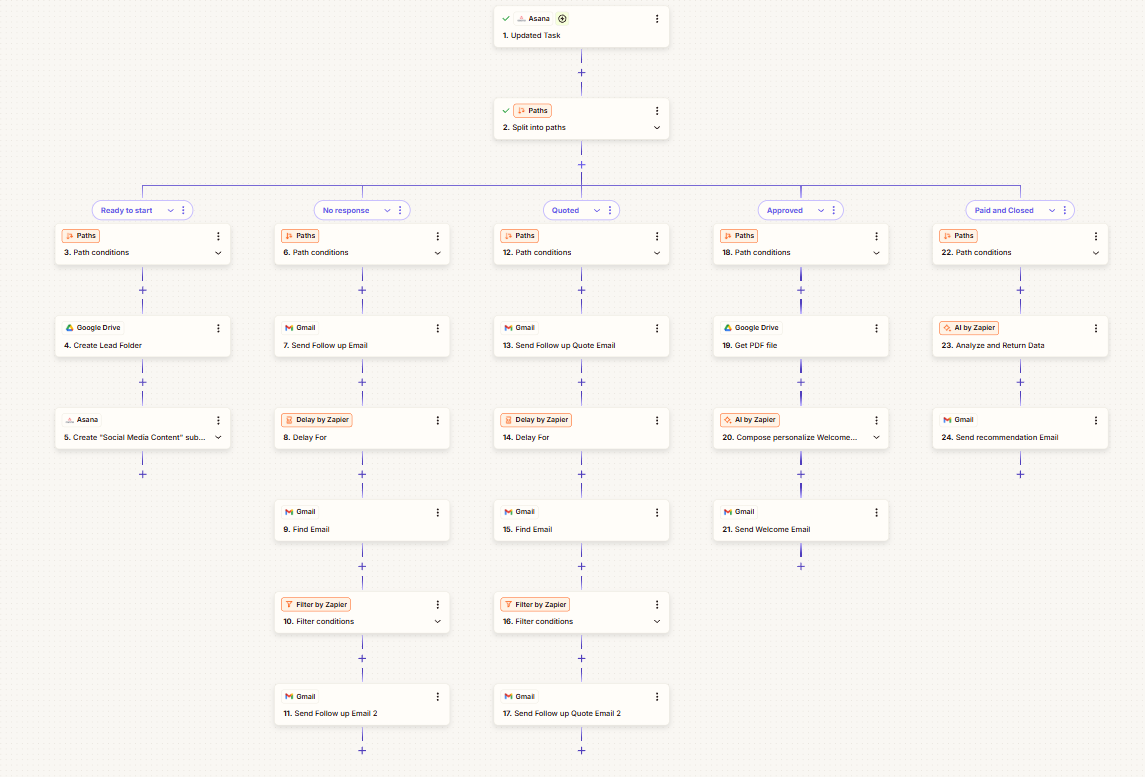 Asana
1. Updated Task
Paths
2. Split into paths
Ready to start
Paths
3. Path conditions
Google Drive
4. Create Lead Folder
Asana
5. Create "Social Media Content" sub...
No response
Paths
6. Path conditions
Gmail
7. Send Follow up Email
Delay by Zapier
8. Delay For
Gmail
9. Find Email
Filter by Zapier
10. Filter conditions
Gmail
11. Send Follow up Email 2
Quoted
Paths
12. Path conditions
Gmail
13. Send Follow up Quote Email
Delay by Zapier
14. Delay For
Gmail
15. Find Email
Filter by Zapier
16. Filter conditions
Gmail
17. Send Follow up Quote Email 2
Approved
Paths
18. Path conditions
Google Drive
19. Get PDF file
AI by Zapier
20. Compose personalize Welcome...
Gmail
21. Send Welcome Email
Paid and Closed
Paths
22. Path conditions
AI by Zapier
23. Analyze and Return Data
Gmail
24. Send recommendation Email